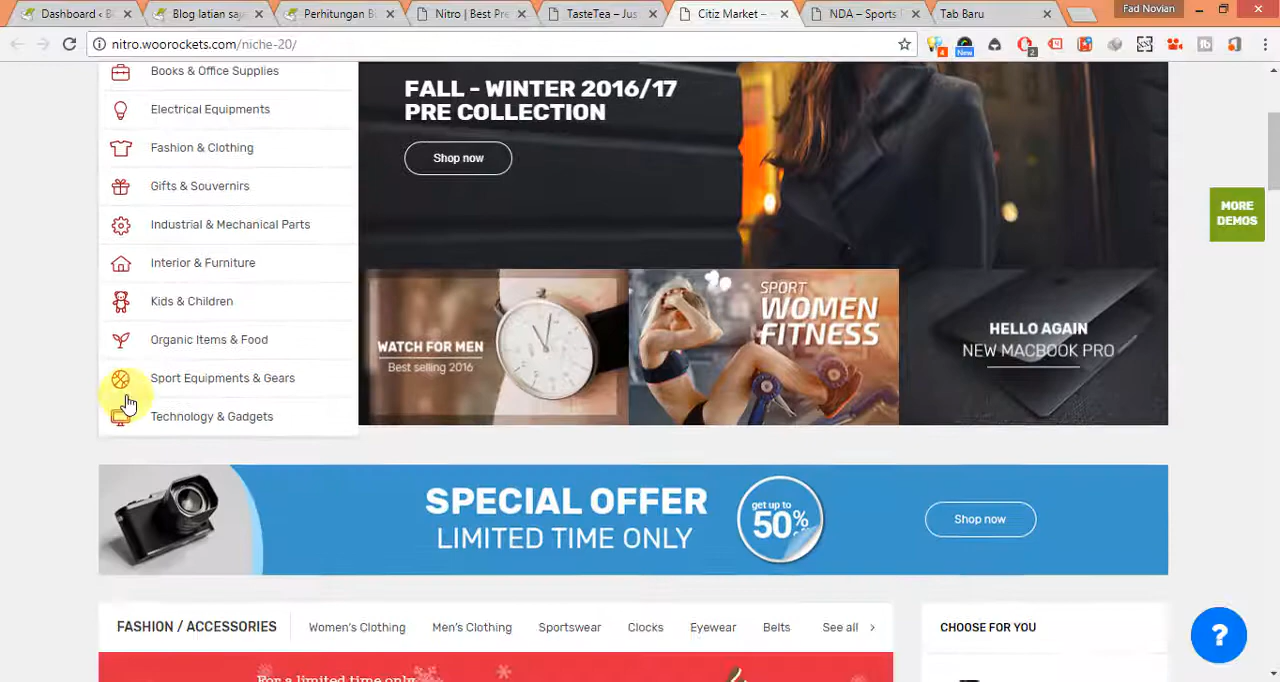 Dashboard ‹ B
Blog latian say
Perhitungan B
Nitro | Best Pre
TasteTea – Jus
Citiz Market –
NDA – Sports
Tab Baru
Fad Novian
nitro.woorockets.com/niche-20/
4
New
2
Books & Office Supplies
Electrical Equipments
Fashion & Clothing
Gifts & Souvernirs
Industrial & Mechanical Parts
Interior & Furniture
Kids & Children
Organic Items & Food
Sport Equipments & Gears
Technology & Gadgets
FALL - WINTER 2016/17
PRE COLLECTION
Shop now
MORE
DEMOS
WATCH FOR MEN
Best selling 2016
SPORT
WOMEN
FITNESS
HELLO AGAIN
NEW MACBOOK PRO
SPECIAL OFFER
LIMITED TIME ONLY
get up to
50%
Shop now
FASHION / ACCESSORIES
Women's Clothing
Men's Clothing
Sportswear
Clocks
Eyewear
Belts
See all
CHOOSE FOR YOU
For a limited time only
?